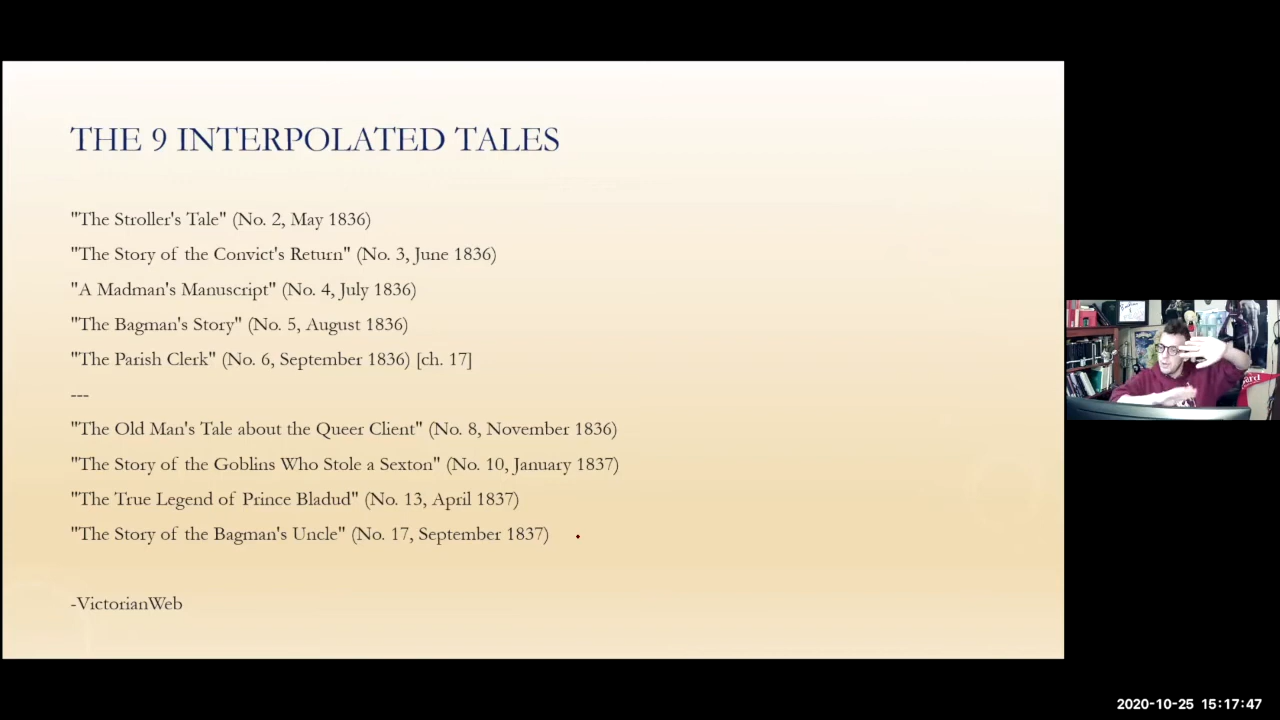 THE 9 INTERPOLATED TALES
"The Stroller's Tale" (No. 2, May 1836)
"The Story of the Convict's Return" (No. 3, June 1836)
"A Madman's Manuscript" (No. 4, July 1836)
"The Bagman's Story" (No. 5, August 1836)
"The Parish Clerk" (No. 6, September 1836) [ch. 17]
---
"The Old Man's Tale about the Queer Client" (No. 8, November 1836)
"The Story of the Goblins Who Stole a Sexton" (No. 10, January 1837)
"The True Legend of Prince Bladud" (No. 13, April 1837)
"The Story of the Bagman's Uncle" (No. 17, September 1837)
-VictorianWeb
2020-10-25 15:17:47